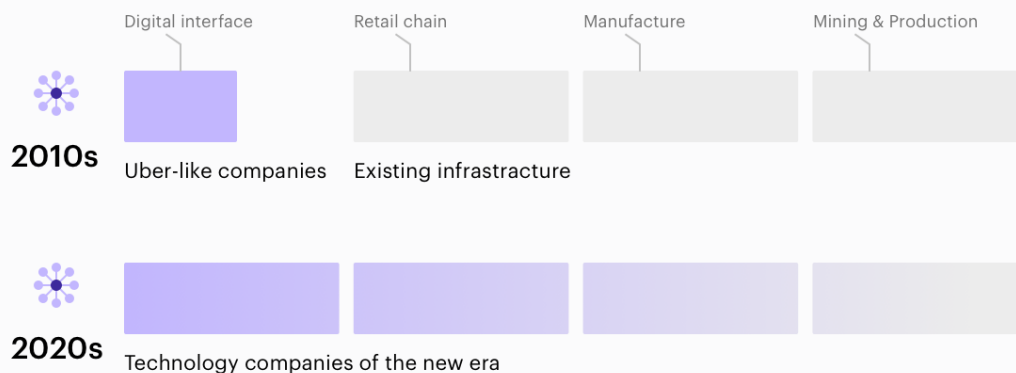 Digital interface
Retail chain
Manufacture
Mining & Production
2010s
Uber-like companies
Existing infrastracture
2020s
Technology companies of the new era